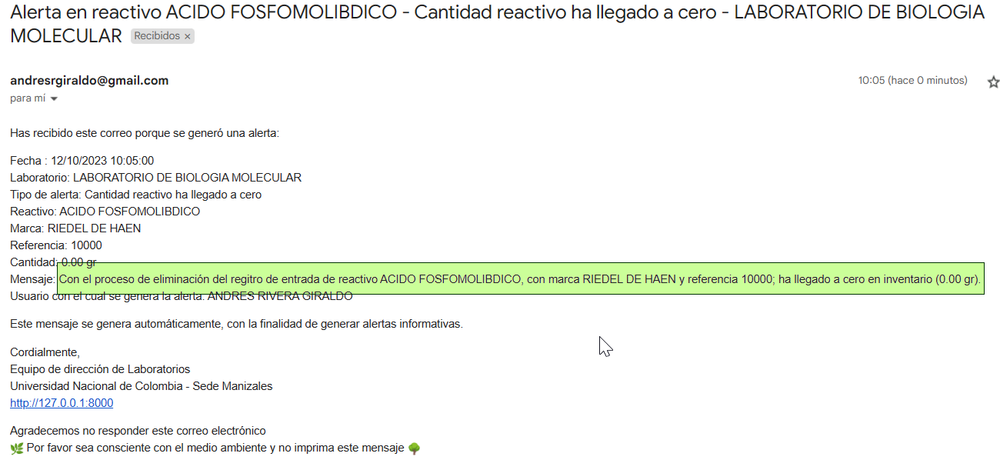 Alerta en reactivo ACIDO FOSFOMOLIBDICO - Cantidad reactivo ha llegado a cero - LABORATORIO DE BIOLOGIA
MOLECULAR Recibidos ×
andresrgiraldo@gmail.com 10:05 (hace 0 minutos)
para mí
Has recibido este correo porque se generó una alerta:
Fecha : 12/10/2023 10:05:00
Laboratorio: LABORATORIO DE BIOLOGIA MOLECULAR
Tipo de alerta: Cantidad reactivo ha llegado a cero
Reactivo: ACIDO FOSFOMOLIBDICO
Marca: RIEDEL DE HAEN
Referencia: 10000
Cantidad: 0.00 gr
Mensaje: Con el proceso de eliminación del regitro de entrada de reactivo ACIDO FOSFOMOLIBDICO, con marca RIEDEL DE HAEN y referencia 10000; ha llegado a cero en inventario (0.00 gr).
Usuario con el cual se genera la alerta: ANDRES RIVERA GIRALDO
Este mensaje se genera automáticamente, con la finalidad de generar alertas informativas.
Cordialmente,
Equipo de dirección de Laboratorios
Universidad Nacional de Colombia - Sede Manizales
http://127.0.0.1:8000
Agradecemos no responder este correo electrónico
🌿 Por favor sea consciente con el medio ambiente y no imprima este mensaje 🌳